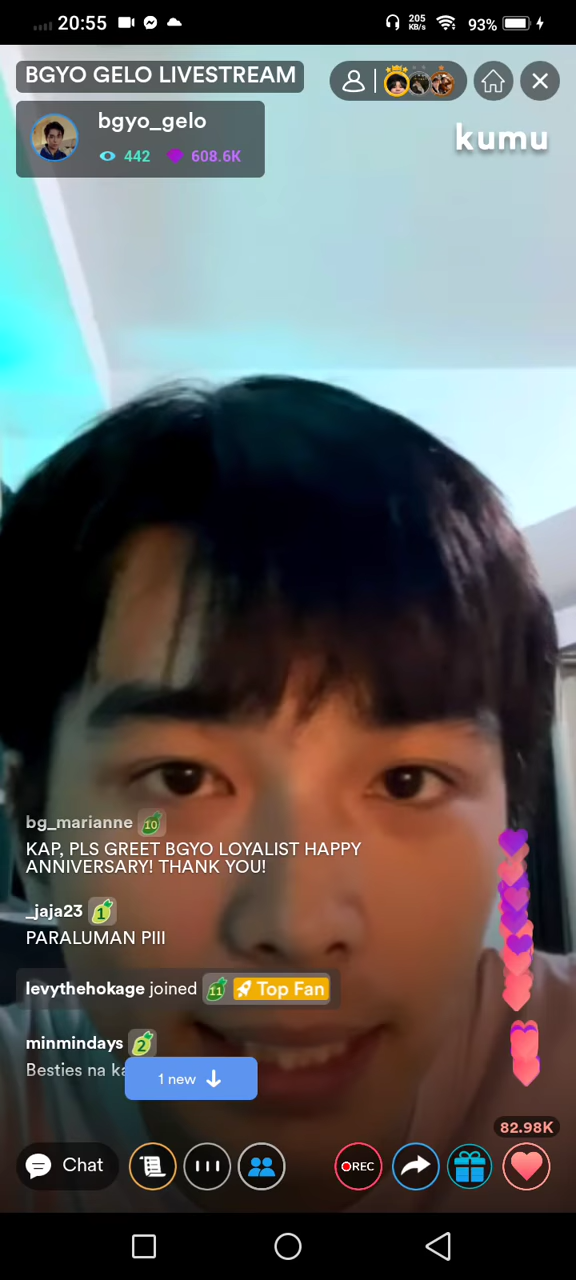 20:55
205
KB/s
93%
BGYO GELO LIVESTREAM
bgyo_gelo
442
608.6K
kumu
bg_marianne 10
KAP, PLS GREET BGYO LOYALIST HAPPY
ANNIVERSARY! THANK YOU!
_jaja23 1
PARALUMAN PIII
levythehokage joined 11 Top Fan
minmindays 2
Besties na
1 new
82.98K
Chat
REC